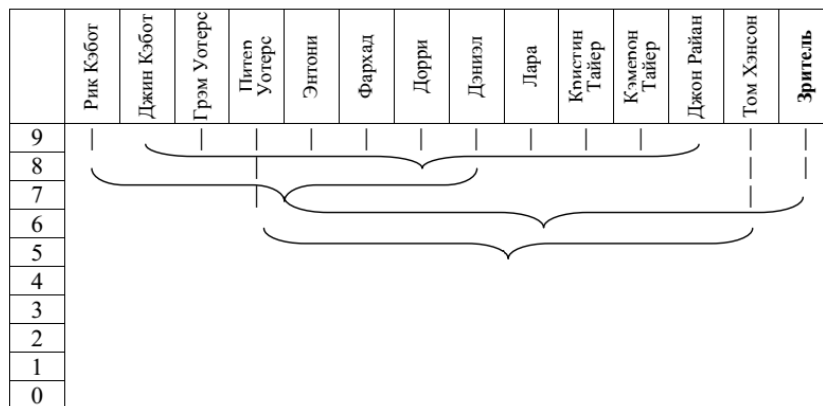 Рик Кэбот
Джин Кэбот
Грэм Уотерс
Питер
Уотерс
Энтони
Фархад
Дорри
Дэниэл
Лара
Кристин
Тайер
Кэмерон
Тайер
Джон Райан
Том Хэнсон
Зритель
9
8
7
6
5
4
3
2
1
0